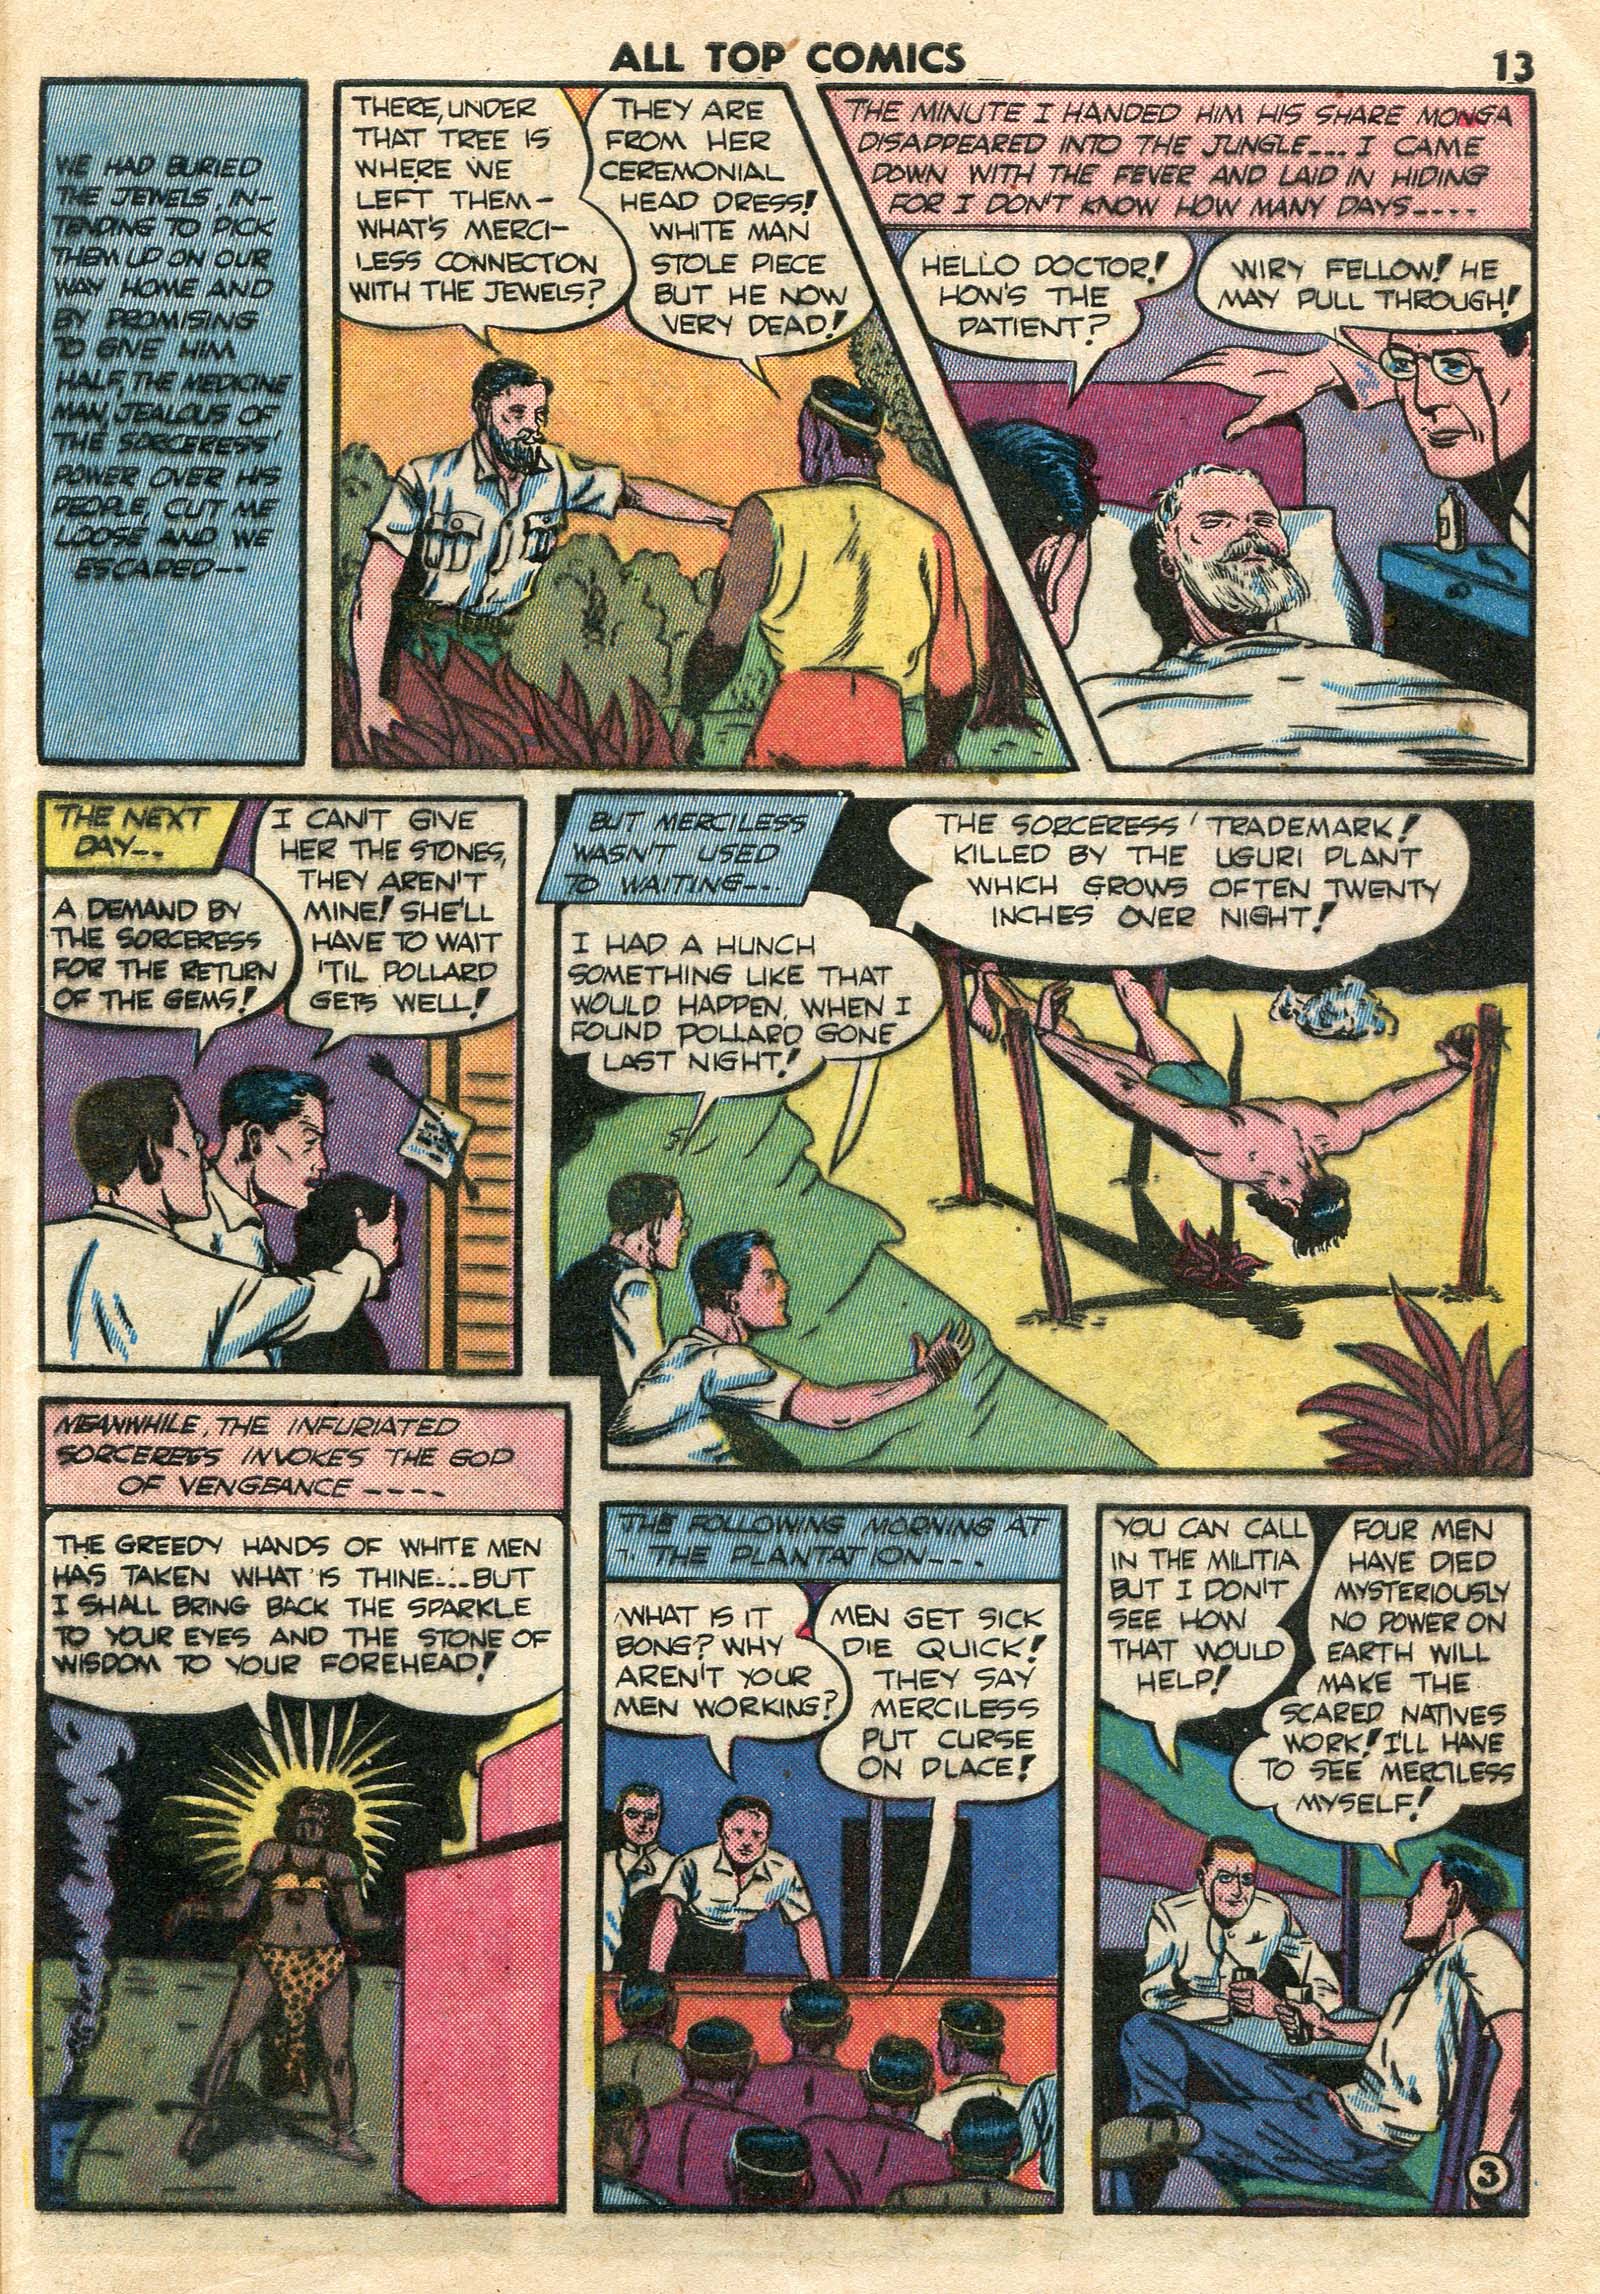 ALL TOP COMICS
13
WE HAD BURIED
THE JEWELS, IN-
TENDING TO PICK
THEM UP ON OUR
WAY HOME AND
BY PROMISING
TO GIVE HIM
HALF, THE MEDICINE
MAN, JEALOUS OF
THE SORCERESS'
POWER OVER HIS
PEOPLE, CUT ME
LOOSE AND WE
ESCAPED--
THERE, UNDER
THAT TREE IS
WHERE WE
LEFT THEM-
WHAT'S MERCI-
LESS CONNECTION
WITH THE JEWELS?
THEY ARE
FROM HER
CEREMONIAL
HEAD DRESS!
WHITE MAN
STOLE PIECE
BUT HE NOW
VERY DEAD!
THE MINUTE I HANDED HIM HIS SHARE MONGA
DISAPPEARED INTO THE JUNGLE--- I CAME
DOWN WITH THE FEVER AND LAID IN HIDING
FOR I DON'T KNOW HOW MANY DAYS----
HELLO DOCTOR!
HOW'S THE
PATIENT?
WIRY FELLOW! HE
MAY PULL THROUGH!
THE NEXT
DAY--
A DEMAND BY
THE SORCERESS
FOR THE RETURN
OF THE GEMS!
I CAN'T GIVE
HER THE STONES,
THEY AREN'T
MINE! SHE'LL
HAVE TO WAIT
'TIL POLLARD
GETS WELL!
BUT MERCILESS
WASN'T USED
TO WAITING---
I HAD A HUNCH
SOMETHING LIKE THAT
WOULD HAPPEN, WHEN I
FOUND POLLARD GONE
LAST NIGHT!
THE SORCERESS' TRADEMARK!
KILLED BY THE UGURI PLANT
WHICH GROWS OFTEN TWENTY
INCHES OVER NIGHT!
MEANWHILE, THE INFURIATED
SORCERESS INVOKES THE GOD
OF VENGEANCE ----
THE GREEDY HANDS OF WHITE MEN
HAS TAKEN WHAT IS THINE---BUT
I SHALL BRING BACK THE SPARKLE
TO YOUR EYES AND THE STONE OF
WISDOM TO YOUR FOREHEAD!
THE FOLLOWING MORNING AT
THE PLANTATION---
WHAT IS IT
BONG? WHY
AREN'T YOUR
MEN WORKING?
MEN GET SICK
DIE QUICK!
THEY SAY
MERCILESS
PUT CURSE
ON PLACE!
YOU CAN CALL
IN THE MILITIA
BUT I DON'T
SEE HOW
THAT WOULD
HELP!
FOUR MEN
HAVE DIED
MYSTERIOUSLY
NO POWER ON
EARTH WILL
MAKE THE
SCARED NATIVES
WORK! I'LL HAVE
TO SEE MERCILESS
MYSELF!
3